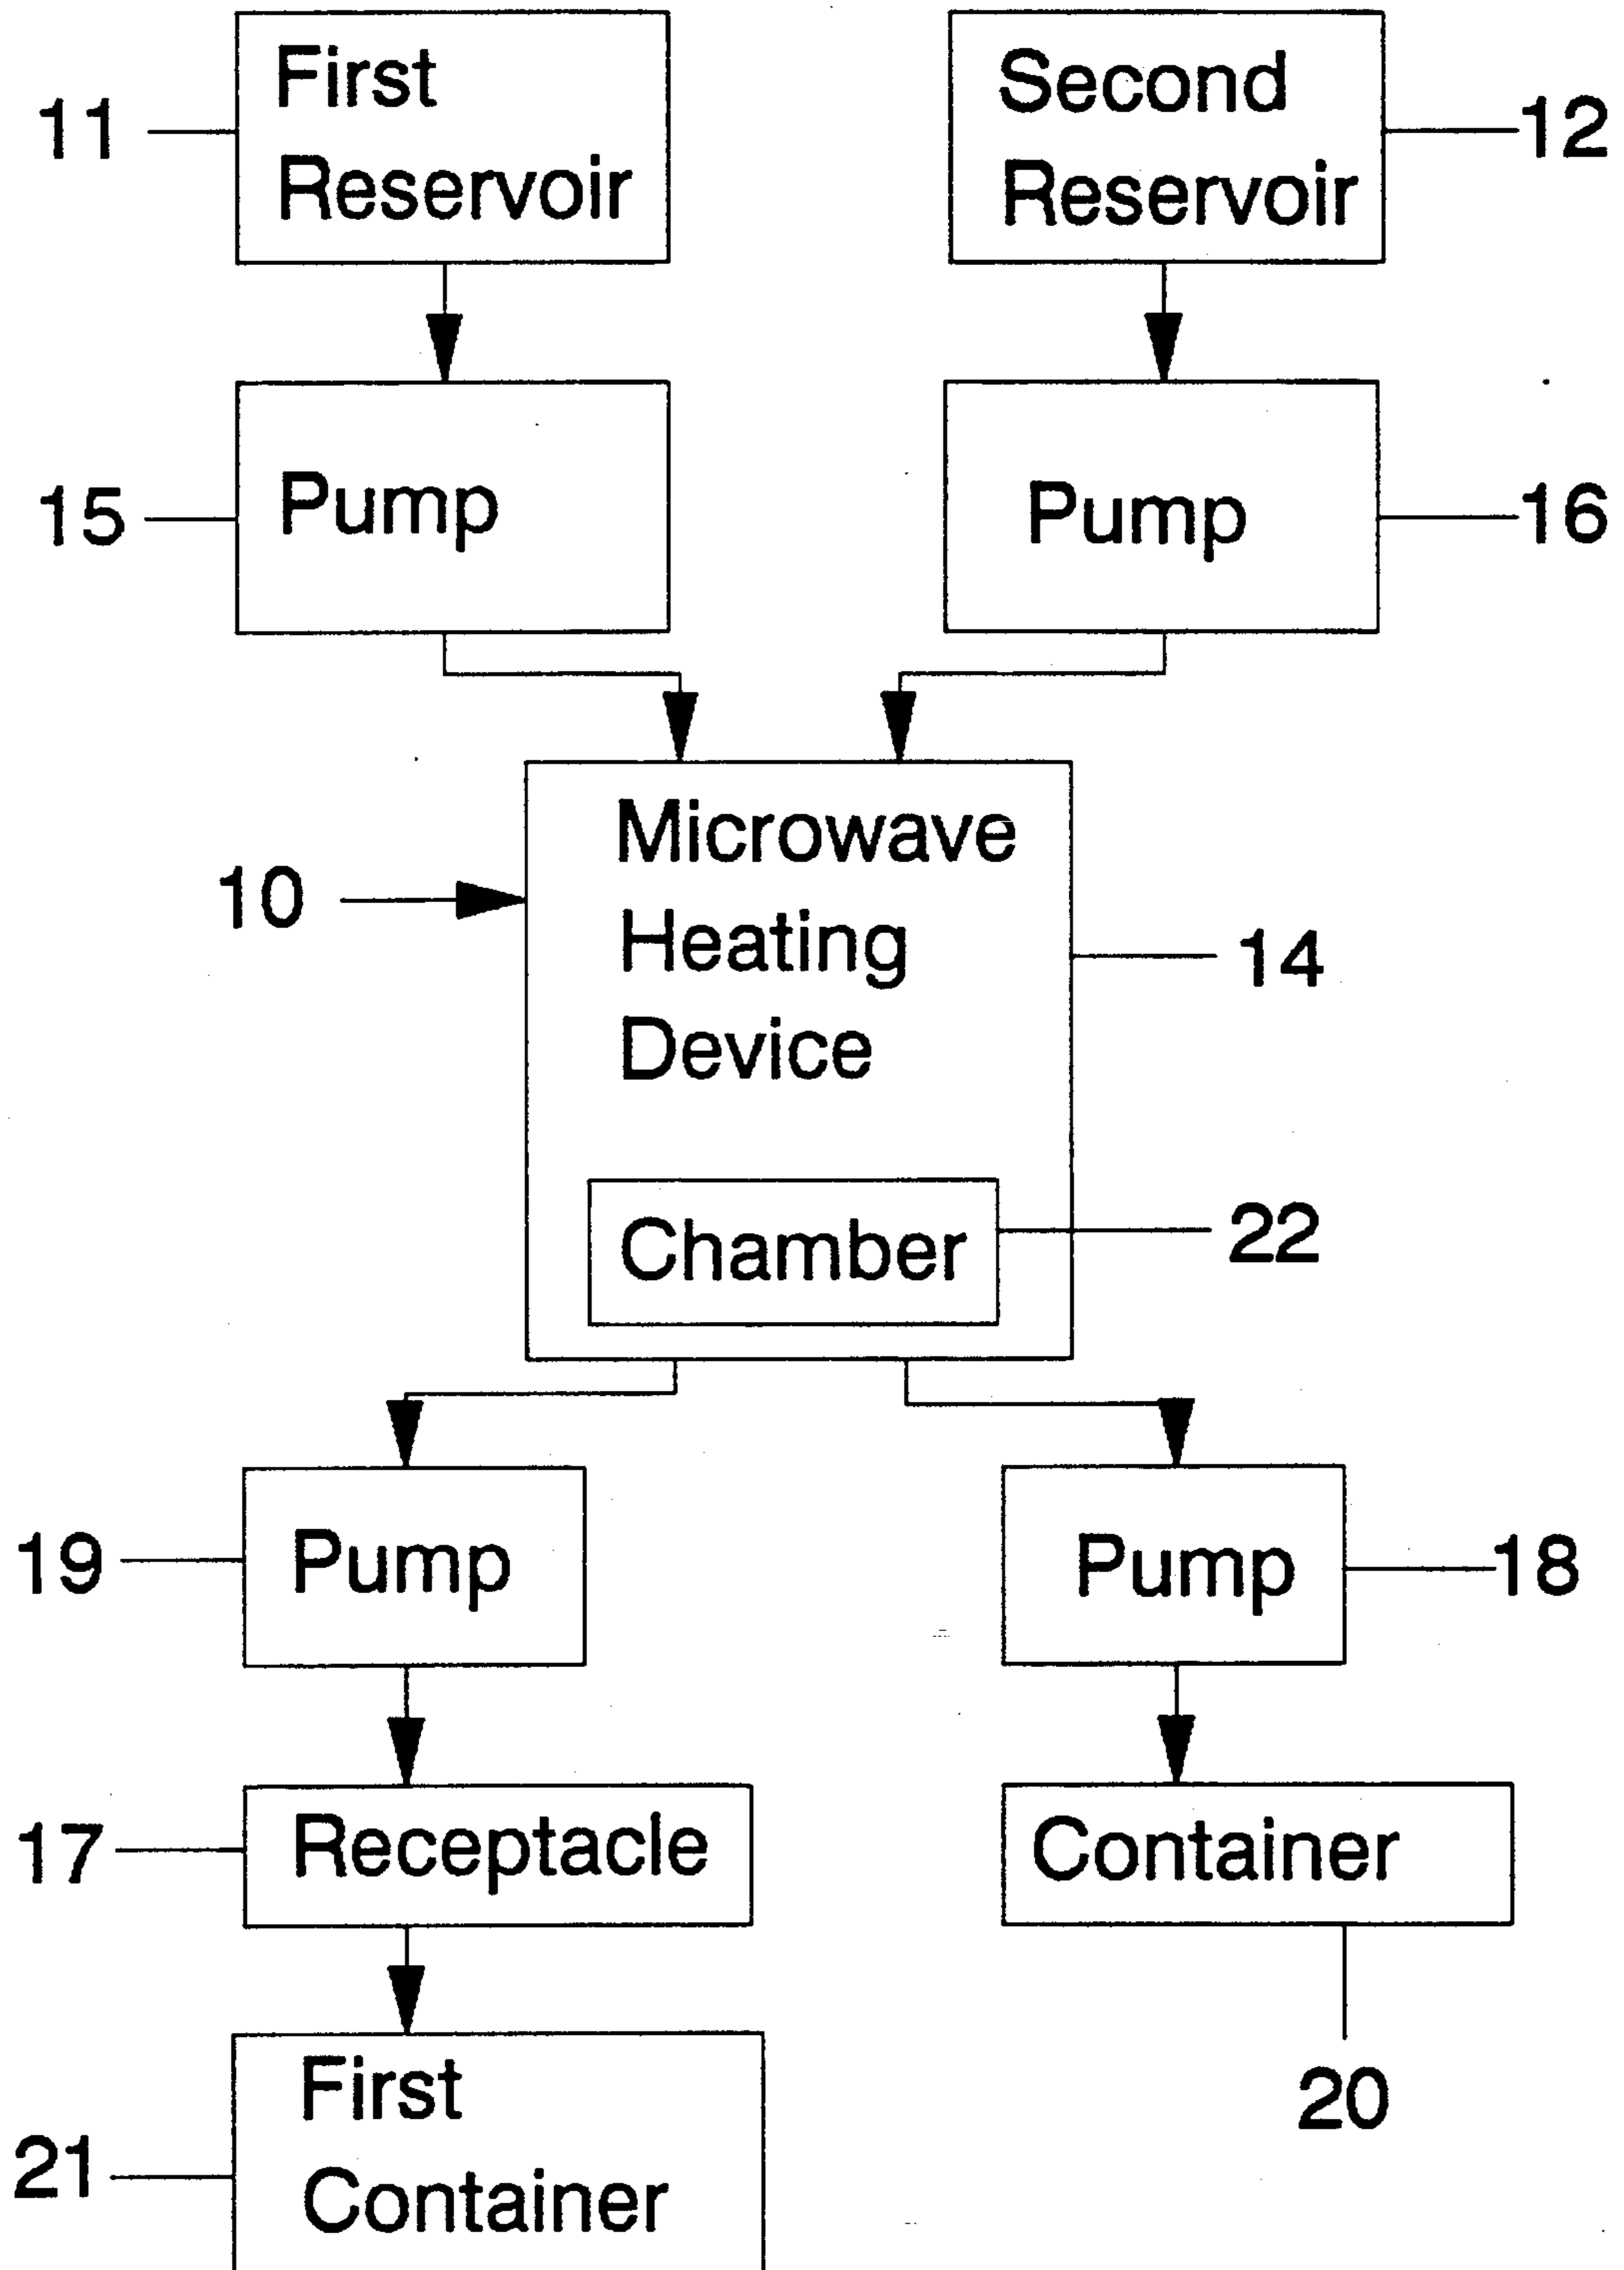 First
Reservoir
11
Second
Reservoir
12
15
Pump
Pump
16
Microwave
Heating
Device
10
14
Chamber
22
19
Pump
Pump
18
17
Receptacle
Container
20
First
Container
21